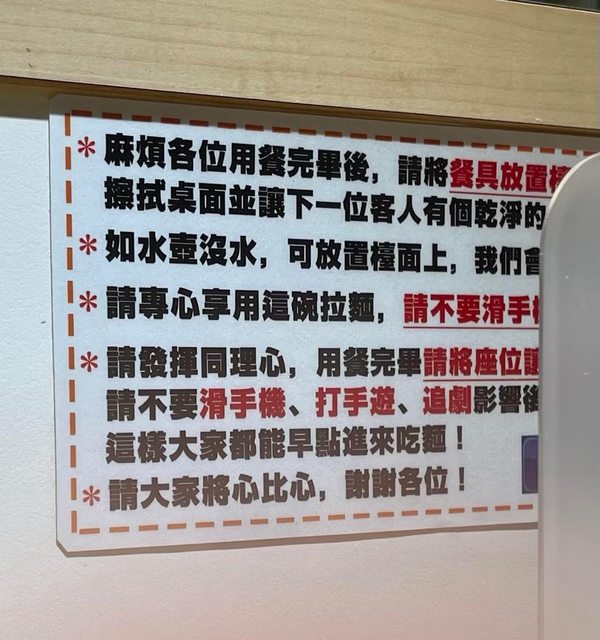 * 麻煩各位用餐完畢後，請將餐具放置
擦拭桌面並讓下一位客人有個乾淨的
* 如水壺沒水，可放置檯面上，我們會
* 請專心享用這碗拉麵，請不要滑手機
* 請發揮同理心，用餐完畢請將座位讓
請不要滑手機、打手遊、追劇影響後
這樣大家都能早點進來吃麵！
* 請大家將心比心，謝謝各位！